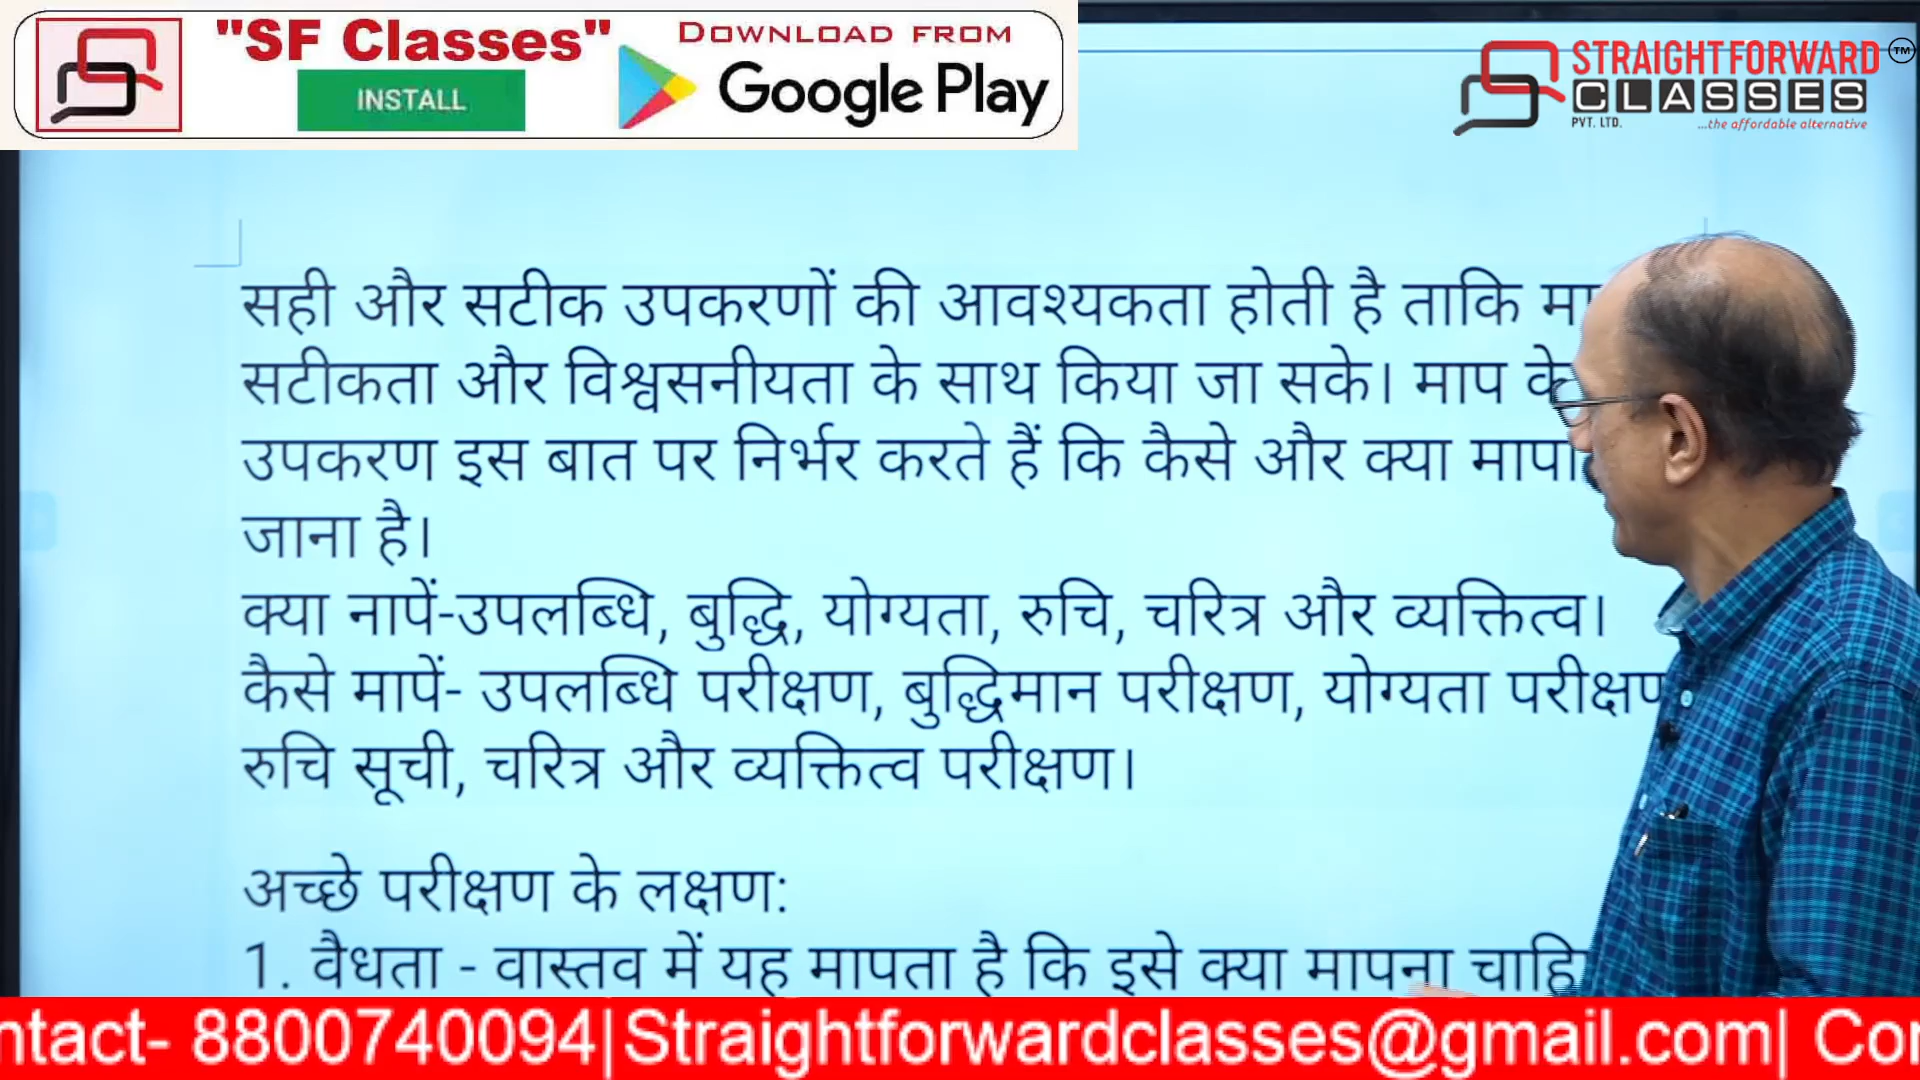 "SF Classes"
INSTALL
DOWNLOAD FROM
Google Play
STRAIGHT FORWARD TM
CLASSES
PVT. LTD. ...the affordable alternative
सही और सटीक उपकरणों की आवश्यकता होती है ताकि
सटीकता और विश्वसनीयता के साथ किया जा सके। माप के
उपकरण इस बात पर निर्भर करते हैं कि कैसे और क्या मापा
जाना है।
क्या नापें-उपलब्धि, बुद्धि, योग्यता, रुचि, चरित्र और व्यक्तित्व।
कैसे मापें- उपलब्धि परीक्षण, बुद्धिमान परीक्षण, योग्यता
रुचि सूची, चरित्र और व्यक्तित्व परीक्षण।
अच्छे परीक्षण के लक्षण:
1. वैधता - वास्तव में यह मापता है कि इसे क्या मापना
ntact- 8800740094|Straightforwardclasses@gmail.com| Co